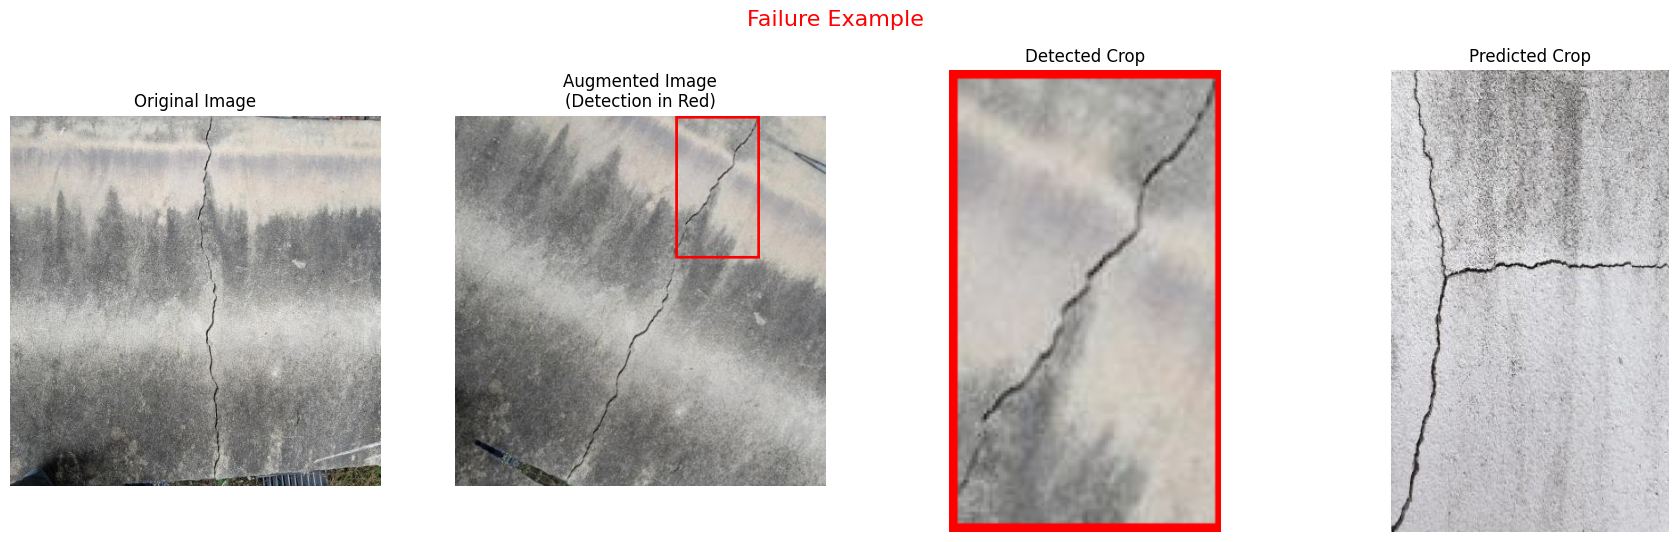 Failure Example
Original Image
Augmented Image
(Detection in Red)
Detected Crop
Predicted Crop